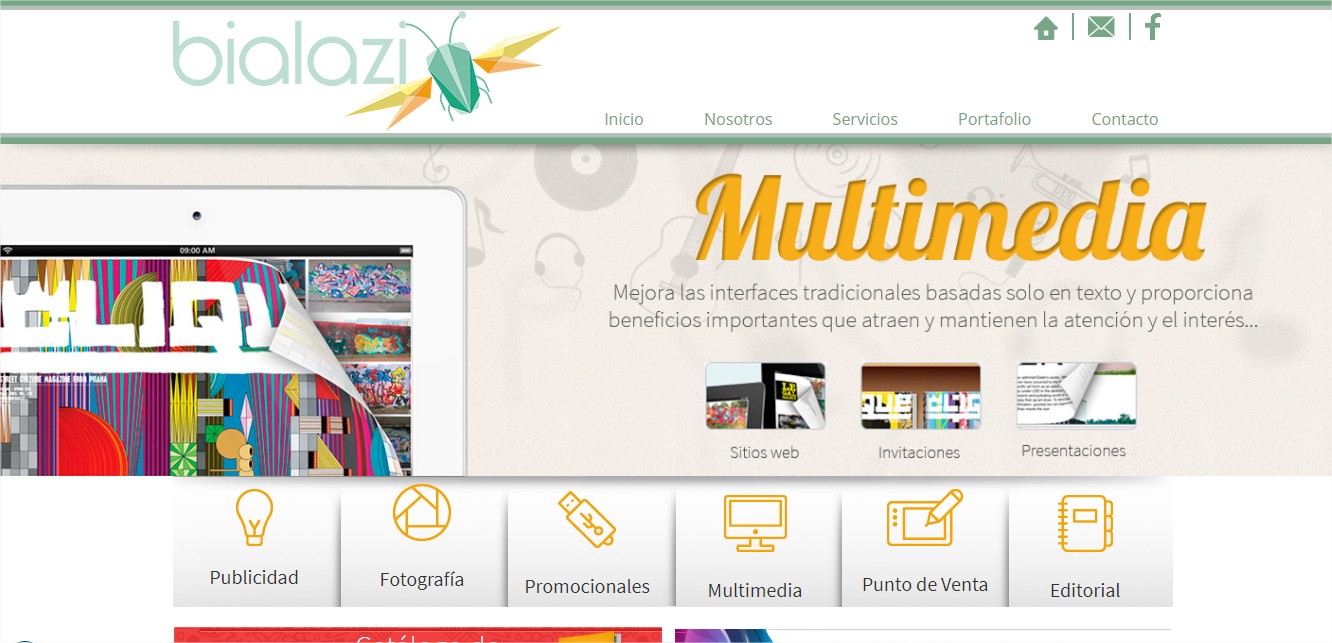 bialazi
Inicio
Nosotros
Servicios
Portafolio
Contacto
09:00 AM
Multimedia
Mejora las interfaces tradicionales basadas solo en texto y proporciona
beneficios importantes que atraen y mantienen la atención y el interés...
Sitios web
Invitaciones
Presentaciones
Publicidad
Fotografía
Promocionales
Multimedia
Punto de Venta
Editorial
Catálogo de